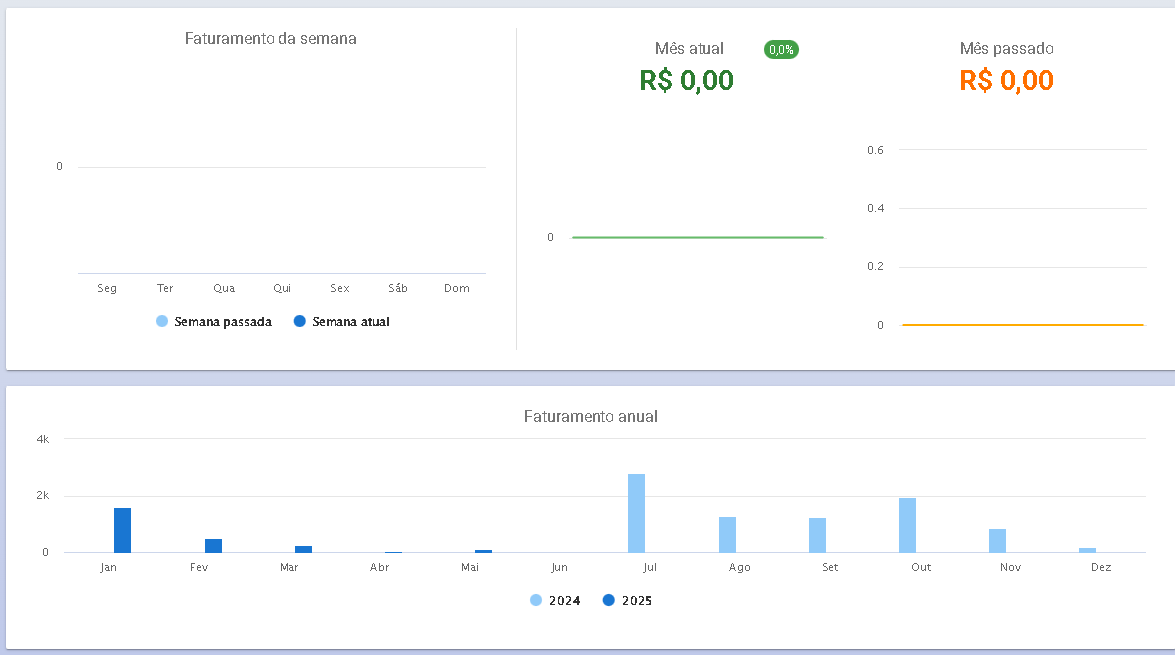 Faturamento da semana
0
Seg Ter Qua Qui Sex Sáb Dom
Semana passada Semana atual
Mês atual 0,0%
R$ 0,00
0
Mês passado
R$ 0,00
0.6
0.4
0.2
0
Faturamento anual
4k
2k
0
Jan Fev Mar Abr Mai Jun Jul Ago Set Out Nov Dez
2024 2025